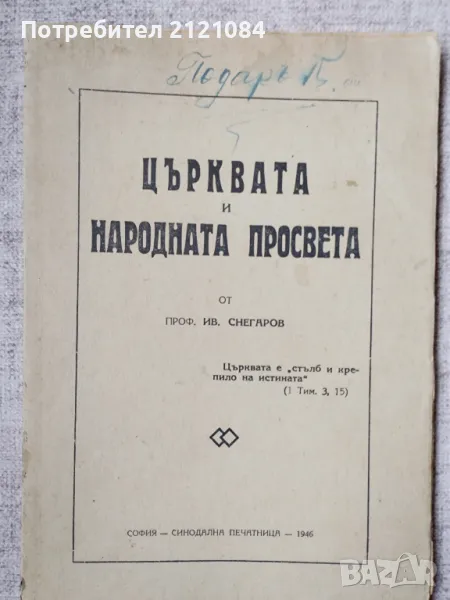 Потребител 2121084
Подаръ
ЦЪРКВАТА
И
НАРОДНАТА ПРОСВЕТА
ОТ
ПРОФ. ИВ. СНЕГАРОВ
Църквата е „стълб и кре-
пило на истината"
(I Тим. 3, 15)
СОФИЯ — СИНОДАЛНА ПЕЧАТНИЦА — 1946
BAZAR